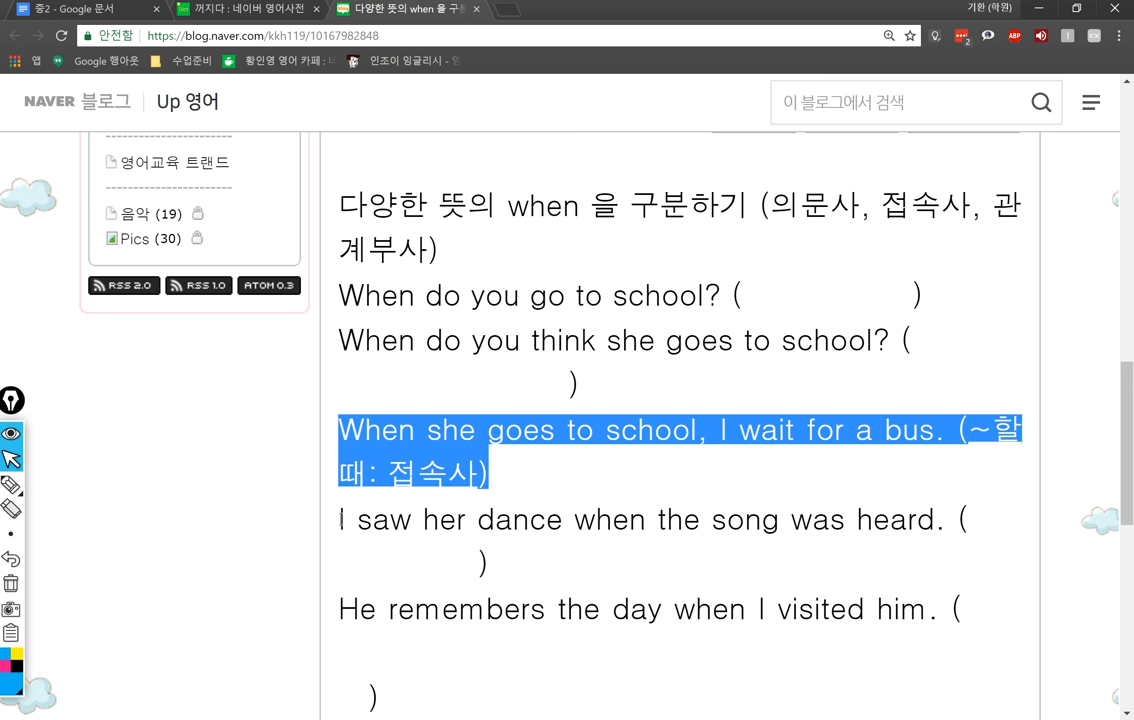 중2 - Google 문서
꺼지다 : 네이버 영어사전
다양한 뜻의 when 을 구분
기환 (학원)
안전함
https://blog.naver.com/kkh119/10167982848
앱
Google 행아웃
수업준비
황인영 영어 카페 : 네
인조이 잉글리시 -
NAVER 블로그
Up 영어
이 블로그에서 검색
영어교육 트랜드
음악 (19)
Pics (30)
RSS 2.0
RSS 1.0
ATOM 0.3
다양한 뜻의 when 을 구분하기 (의문사, 접속사, 관
계부사)
When do you go to school? ( )
When do you think she goes to school? (
)
When she goes to school, I wait for a bus. (~할
때: 접속사)
I saw her dance when the song was heard. (
)
He remembers the day when I visited him. (
)